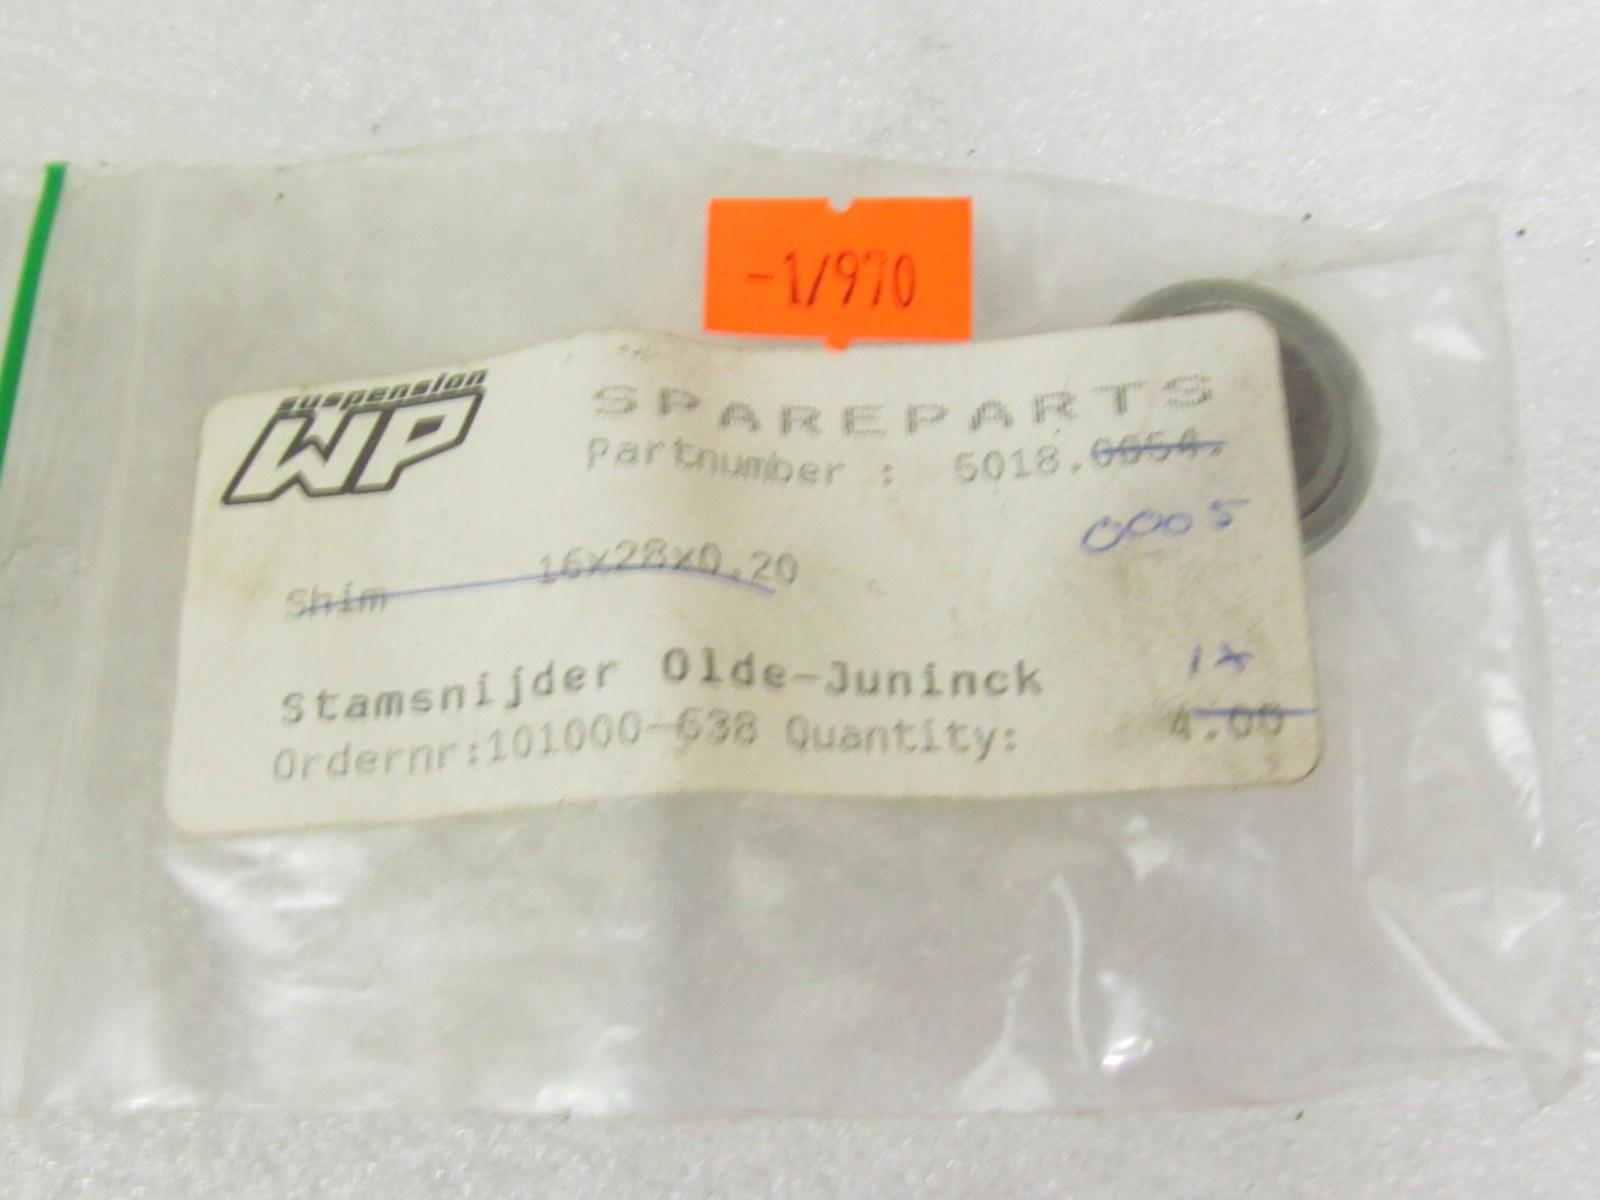 -1/970
suspension
WP
SPAREPARTS
Partnumber : 5018.0054.
0005
Shim 16x28x0.20
Stamsnijder Olde-Juninck
1x
Ordernr:101000-638 Quantity: 4.00